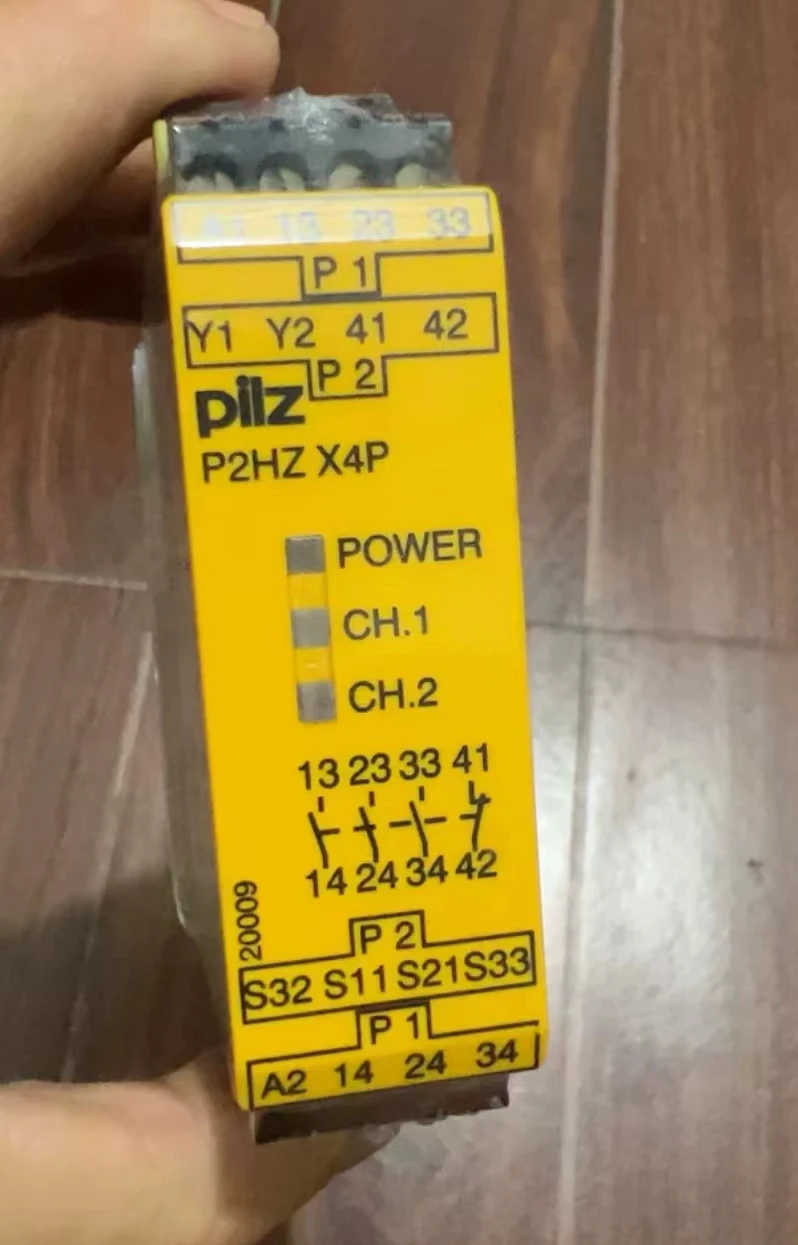 A1 13 23 33
P 1
Y1 Y2 41 42
P 2
pilz
P2HZ X4P
POWER
CH.1
CH.2
13 23 33 41
14 24 34 42
20009
P 2
S32 S11 S21 S33
P 1
A2 14 24 34